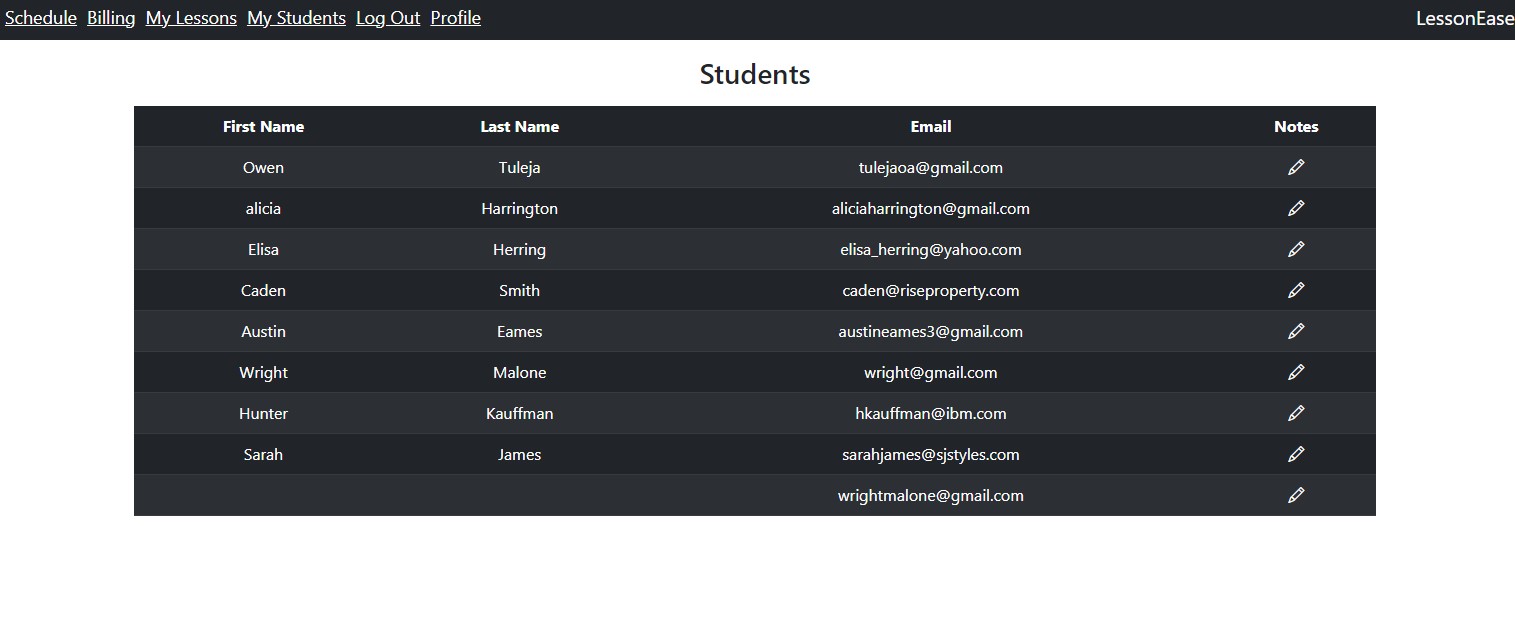 Schedule Billing My Lessons My Students Log Out Profile LessonEase
Students
First Name Last Name Email Notes
Owen Tuleja tulejaoa@gmail.com
alicia Harrington aliciaharrington@gmail.com
Elisa Herring elisa_herring@yahoo.com
Caden Smith caden@riseproperty.com
Austin Eames austineames3@gmail.com
Wright Malone wright@gmail.com
Hunter Kauffman hkauffman@ibm.com
Sarah James sarahjames@sjstyles.com
wrightmalone@gmail.com